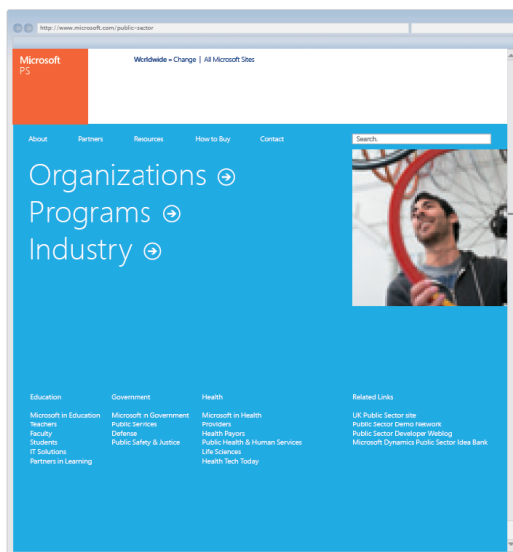 http://www.microsoft.com/public-sector
Microsoft
PS
Worldwide = Change | All Microsoft Sites
About Partners Resources How to Buy Contact Search.
Organizations
Programs
Industry
Education
Microsoft in Education
Teachers
Faculty
Students
IT Solutions
Partners in Learning
Government
Microsoft in Government
Public Services
Defense
Public Safety & Justice
Health
Microsoft in Health
Providers
Health Payors
Public Health & Human Services
Life Sciences
Health Tech Today
Related Links
UK Public Sector site
Public Sector Demo Network
Public Sector Developer Weblog
Microsoft Dynamics Public Sector Idea Bank